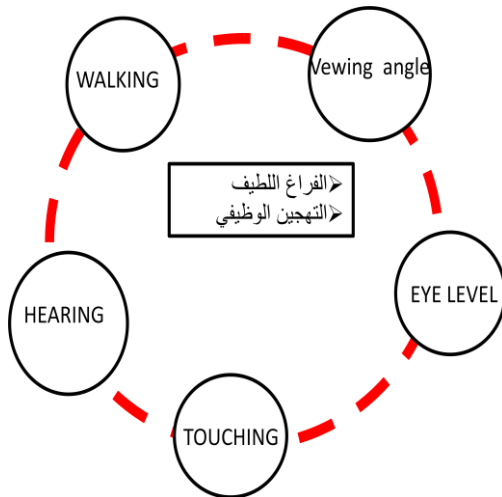 WALKING
Vewing angle
الفراغ اللطيف
التهجين الوظيفي
EYE LEVEL
HEARING
TOUCHING